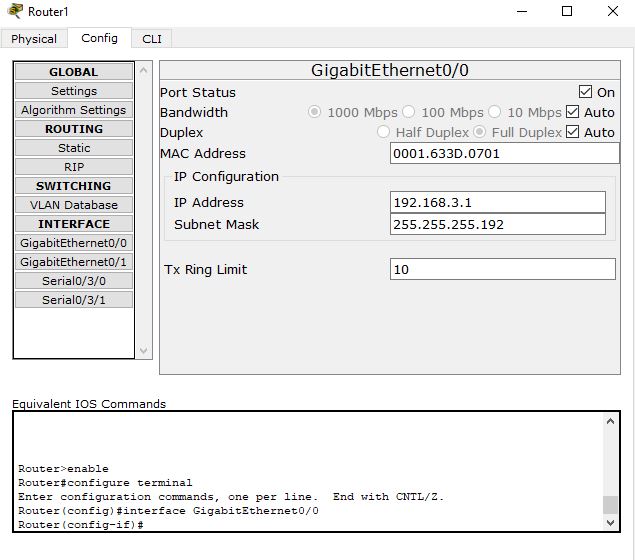 Router1
Physical Config CLI
GLOBAL
Settings
Algorithm Settings
ROUTING
Static
RIP
SWITCHING
VLAN Database
INTERFACE
GigabitEthernet0/0
GigabitEthernet0/1
Serial0/3/0
Serial0/3/1
GigabitEthernet0/0
Port Status On
Bandwidth 1000 Mbps 100 Mbps 10 Mbps Auto
Duplex Half Duplex Full Duplex Auto
MAC Address 0001.633D.0701
IP Configuration
IP Address 192.168.3.1
Subnet Mask 255.255.255.192
Tx Ring Limit 10
Equivalent IOS Commands
Router>enable
Router#configure terminal
Enter configuration commands, one per line.  End with CNTL/Z.
Router(config)#interface GigabitEthernet0/0
Router(config-if)#